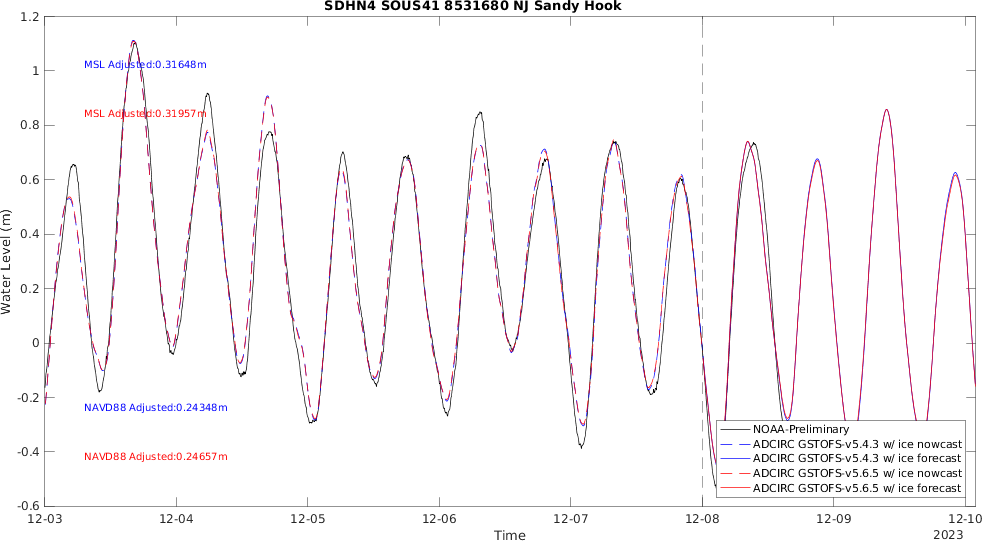 SDHN4 SOUS41 8531680 NJ Sandy Hook
1.2
1
0.8
0.6
0.4
0.2
0
-0.2
-0.4
-0.6
Water Level (m)
MSL Adjusted:0.31648m
MSL Adjusted:0.31957m
NAVD88 Adjusted:0.24348m
NAVD88 Adjusted:0.24657m
NOAA-Preliminary
ADCIRC GSTOFS-v5.4.3 w/ ice nowcast
ADCIRC GSTOFS-v5.4.3 w/ ice forecast
ADCIRC GSTOFS-v5.6.5 w/ ice nowcast
ADCIRC GSTOFS-v5.6.5 w/ ice forecast
12-03 12-04 12-05 12-06 12-07 12-08 12-09 12-10
Time
2023